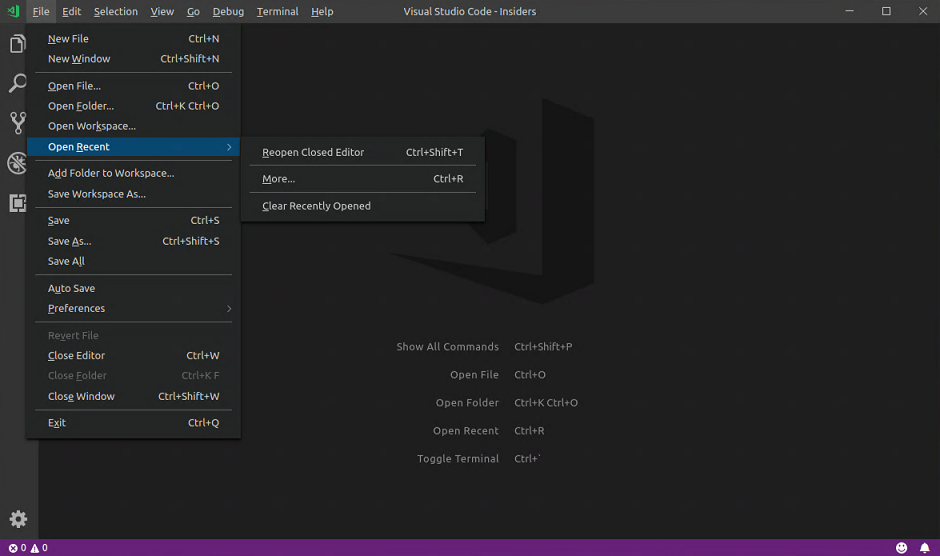 File Edit Selection View Go Debug Terminal Help Visual Studio Code - Insiders
New File Ctrl+N
New Window Ctrl+Shift+N
Open File... Ctrl+O
Open Folder... Ctrl+K Ctrl+O
Open Workspace...
Open Recent
Reopen Closed Editor Ctrl+Shift+T
More... Ctrl+R
Clear Recently Opened
Add Folder to Workspace...
Save Workspace As...
Save Ctrl+S
Save As... Ctrl+Shift+S
Save All
Auto Save
Preferences
Revert File
Close Editor Ctrl+W
Close Folder Ctrl+K F
Close Window Ctrl+Shift+W
Exit Ctrl+Q
Show All Commands Ctrl+Shift+P
Open File Ctrl+O
Open Folder Ctrl+K Ctrl+O
Open Recent Ctrl+R
Toggle Terminal Ctrl+`
0 0